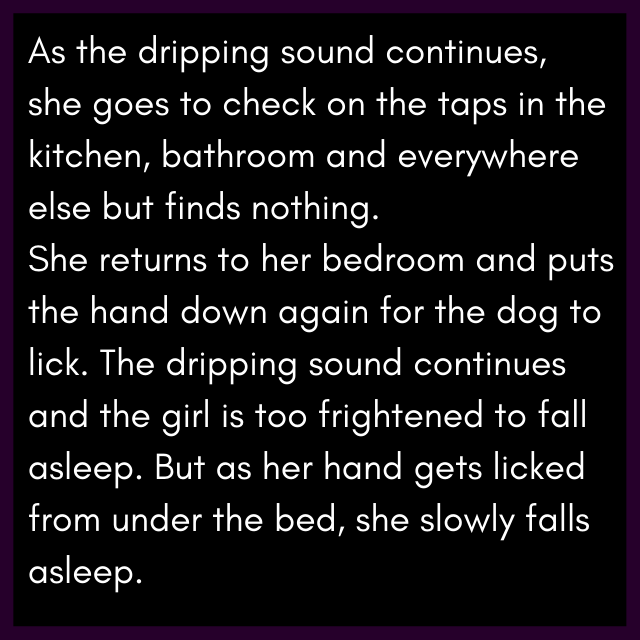 As the dripping sound continues,
she goes to check on the taps in the
kitchen, bathroom and everywhere
else but finds nothing.
She returns to her bedroom and puts
the hand down again for the dog to
lick. The dripping sound continues
and the girl is too frightened to fall
asleep. But as her hand gets licked
from under the bed, she slowly falls
asleep.